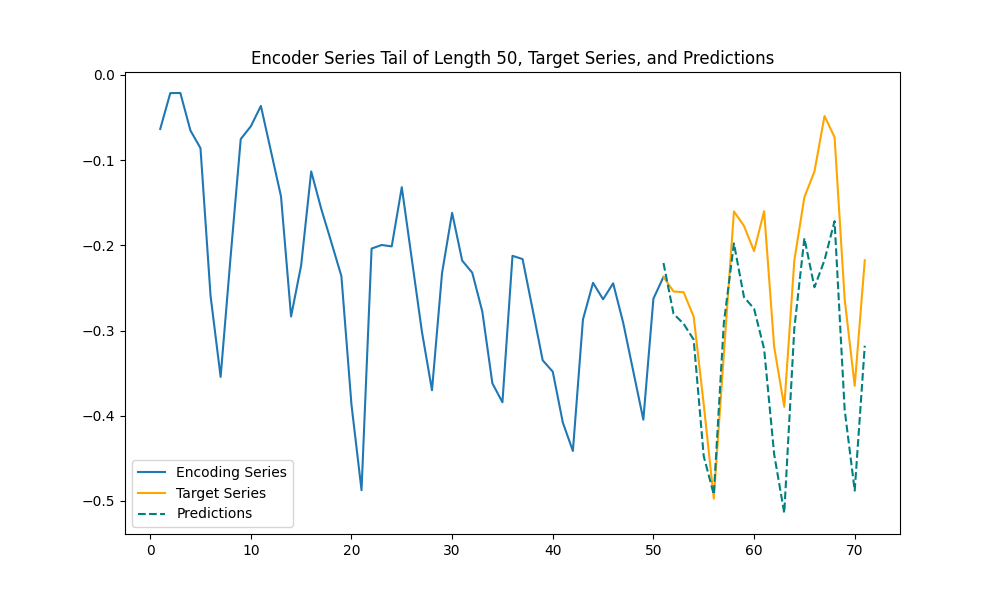 Encoder Series Tail of Length 50, Target Series, and Predictions
0.0
−0.1
−0.2
−0.3
−0.4
−0.5
Encoding Series
Target Series
Predictions
0 10 20 30 40 50 60 70